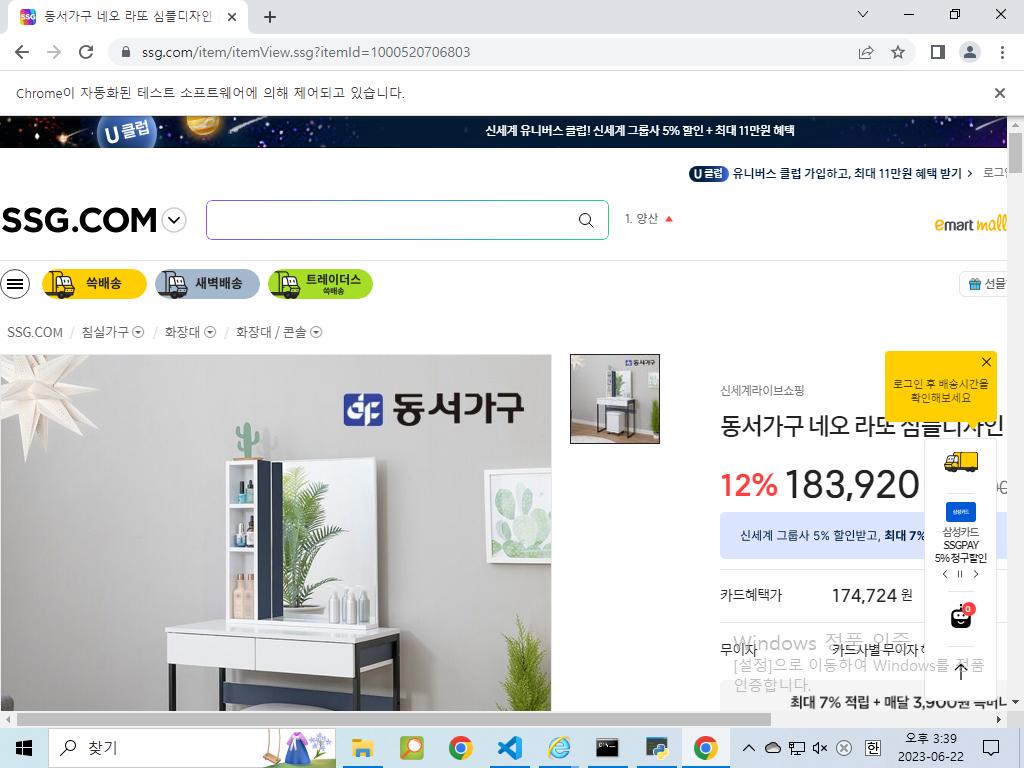 동서가구 네오 라또 심플디자인
ssg.com/item/itemView.ssg?itemId=1000520706803
Chrome이 자동화된 테스트 소프트웨어에 의해 제어되고 있습니다.
U 클럽
신세계 유니버스 클럽! 신세계 그룹사 5% 할인 + 최대 11만원 혜택
U 클럽 유니버스 클럽 가입하고, 최대 11만원 혜택 받기 >
SSG.COM
1. 양산
emart mall
쓱배송
새벽배송
트레이더스
쓱배송
선물
SSG.COM / 침실가구 / 화장대 / 화장대 / 콘솔
동서가구
동서가구
신세계라이브쇼핑
로그인 후 배송시간을
확인해보세요
동서가구 네오 라또 심플디자인
12% 183,920
신세계 그룹사 5% 할인받고, 최대 7%
삼성카드
삼성카드
SSGPAY
5% 청구할인
카드혜택가 174,724 원
0
무이자 카드사별 무이자
Windows 정품 인증
[설정]으로 이동하여 Windows를 정품
인증합니다.
최대 7% 적립 + 매달 3,900원
찾기
한
오후 3:39
2023-06-22